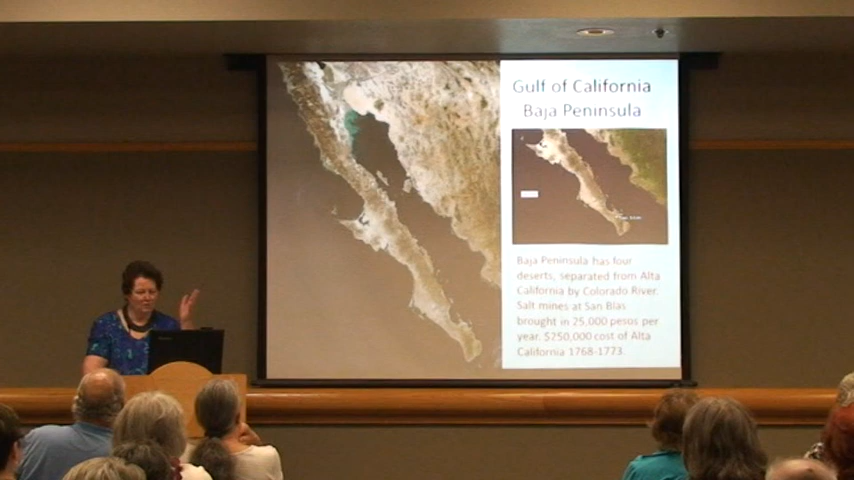 Gulf of California
Baja Peninsula
Baja Peninsula has four
deserts, separated from Alta
California by Colorado River.
Salt mines at San Blas
brought in 25,000 pesos per
year. $250,000 cost of Alta
California 1768-1773.